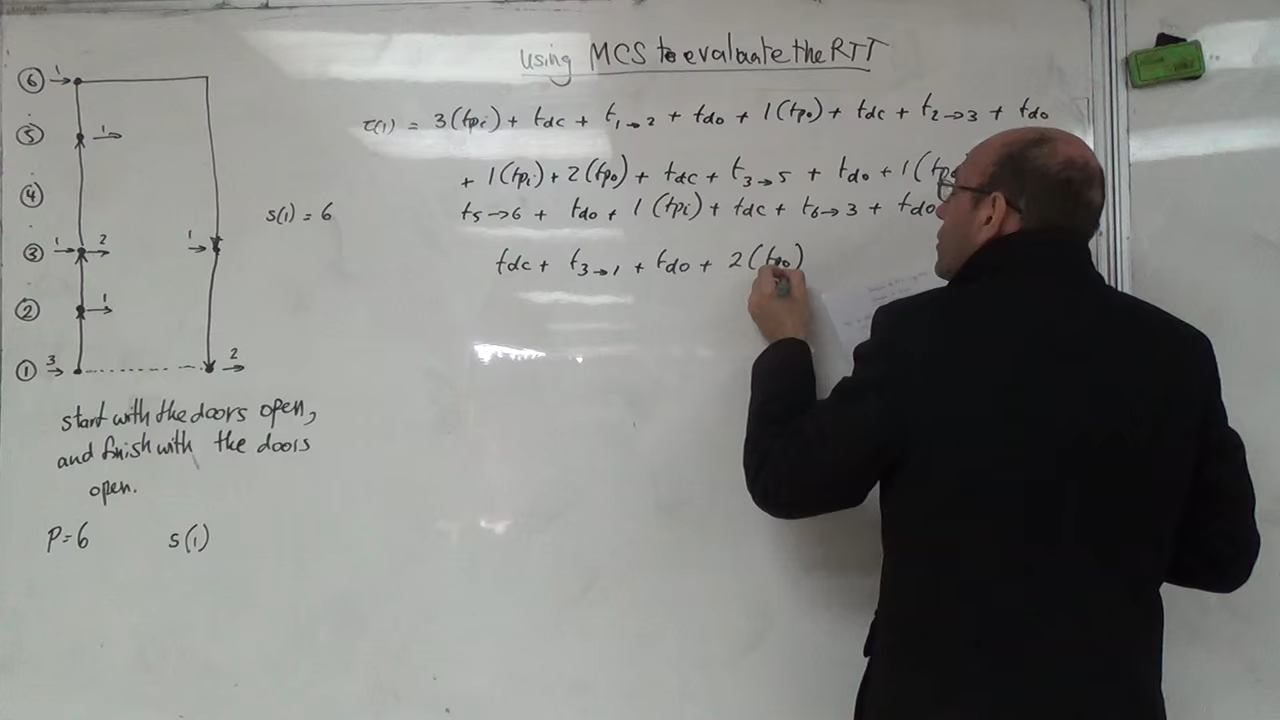 using MCS to evaluate the RTT
τ(1) = 3(tpi) + tdc + t1→2 + tdo + 1(tpo) + tdc + t2→3 + tdo
+ 1(tpi) + 2(tpo) + tdc + t3→5 + tdo + 1(tpo
t5→6 + tdo + 1(tpi) + tdc + t6→3 + tdo
tdc + t3→1 + tdo + 2(tpo)
6 1
5 1
4
s(1) = 6
3 1 2 1
2 1
1 3 2
start with the doors open,
and finish with the doors
open.
P=6 s(1)